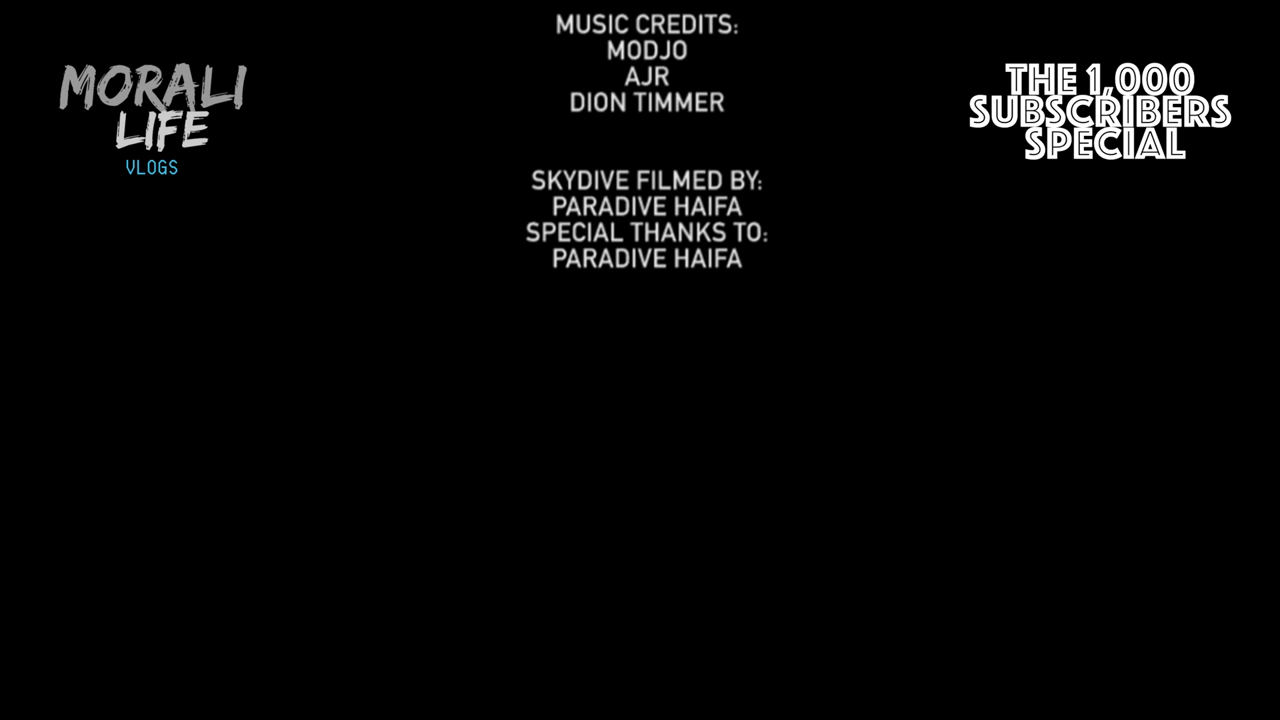 MORALI
LIFE
VLOGS
MUSIC CREDITS:
MODJO
AJR
DION TIMMER
SKYDIVE FILMED BY:
PARADIVE HAIFA
SPECIAL THANKS TO:
PARADIVE HAIFA
THE 1,000
SUBSCRIBERS
SPECIAL